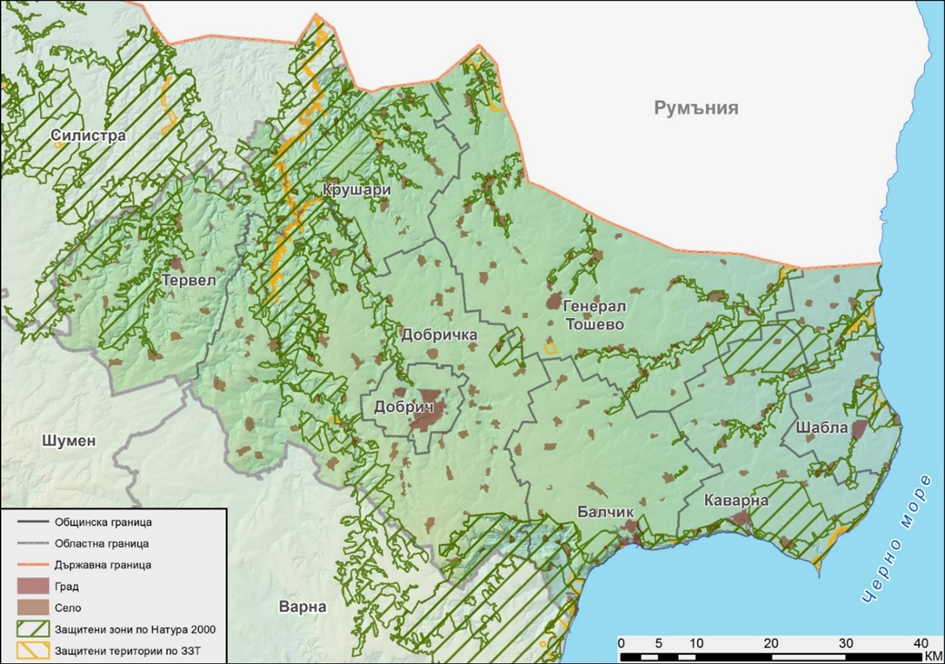 Румъния
Силистра
Крушари
Тервел
Генерал
Тошево
Добричка
Добрич
Шабла
Шумен
Каварна
Балчик
Черно море
Варна
Общинска граница
Областна граница
Държавна граница
Град
Село
Защитени зони по Натура 2000
Защитени територии по ЗЗТ
0 5 10 20 30 40
КМ